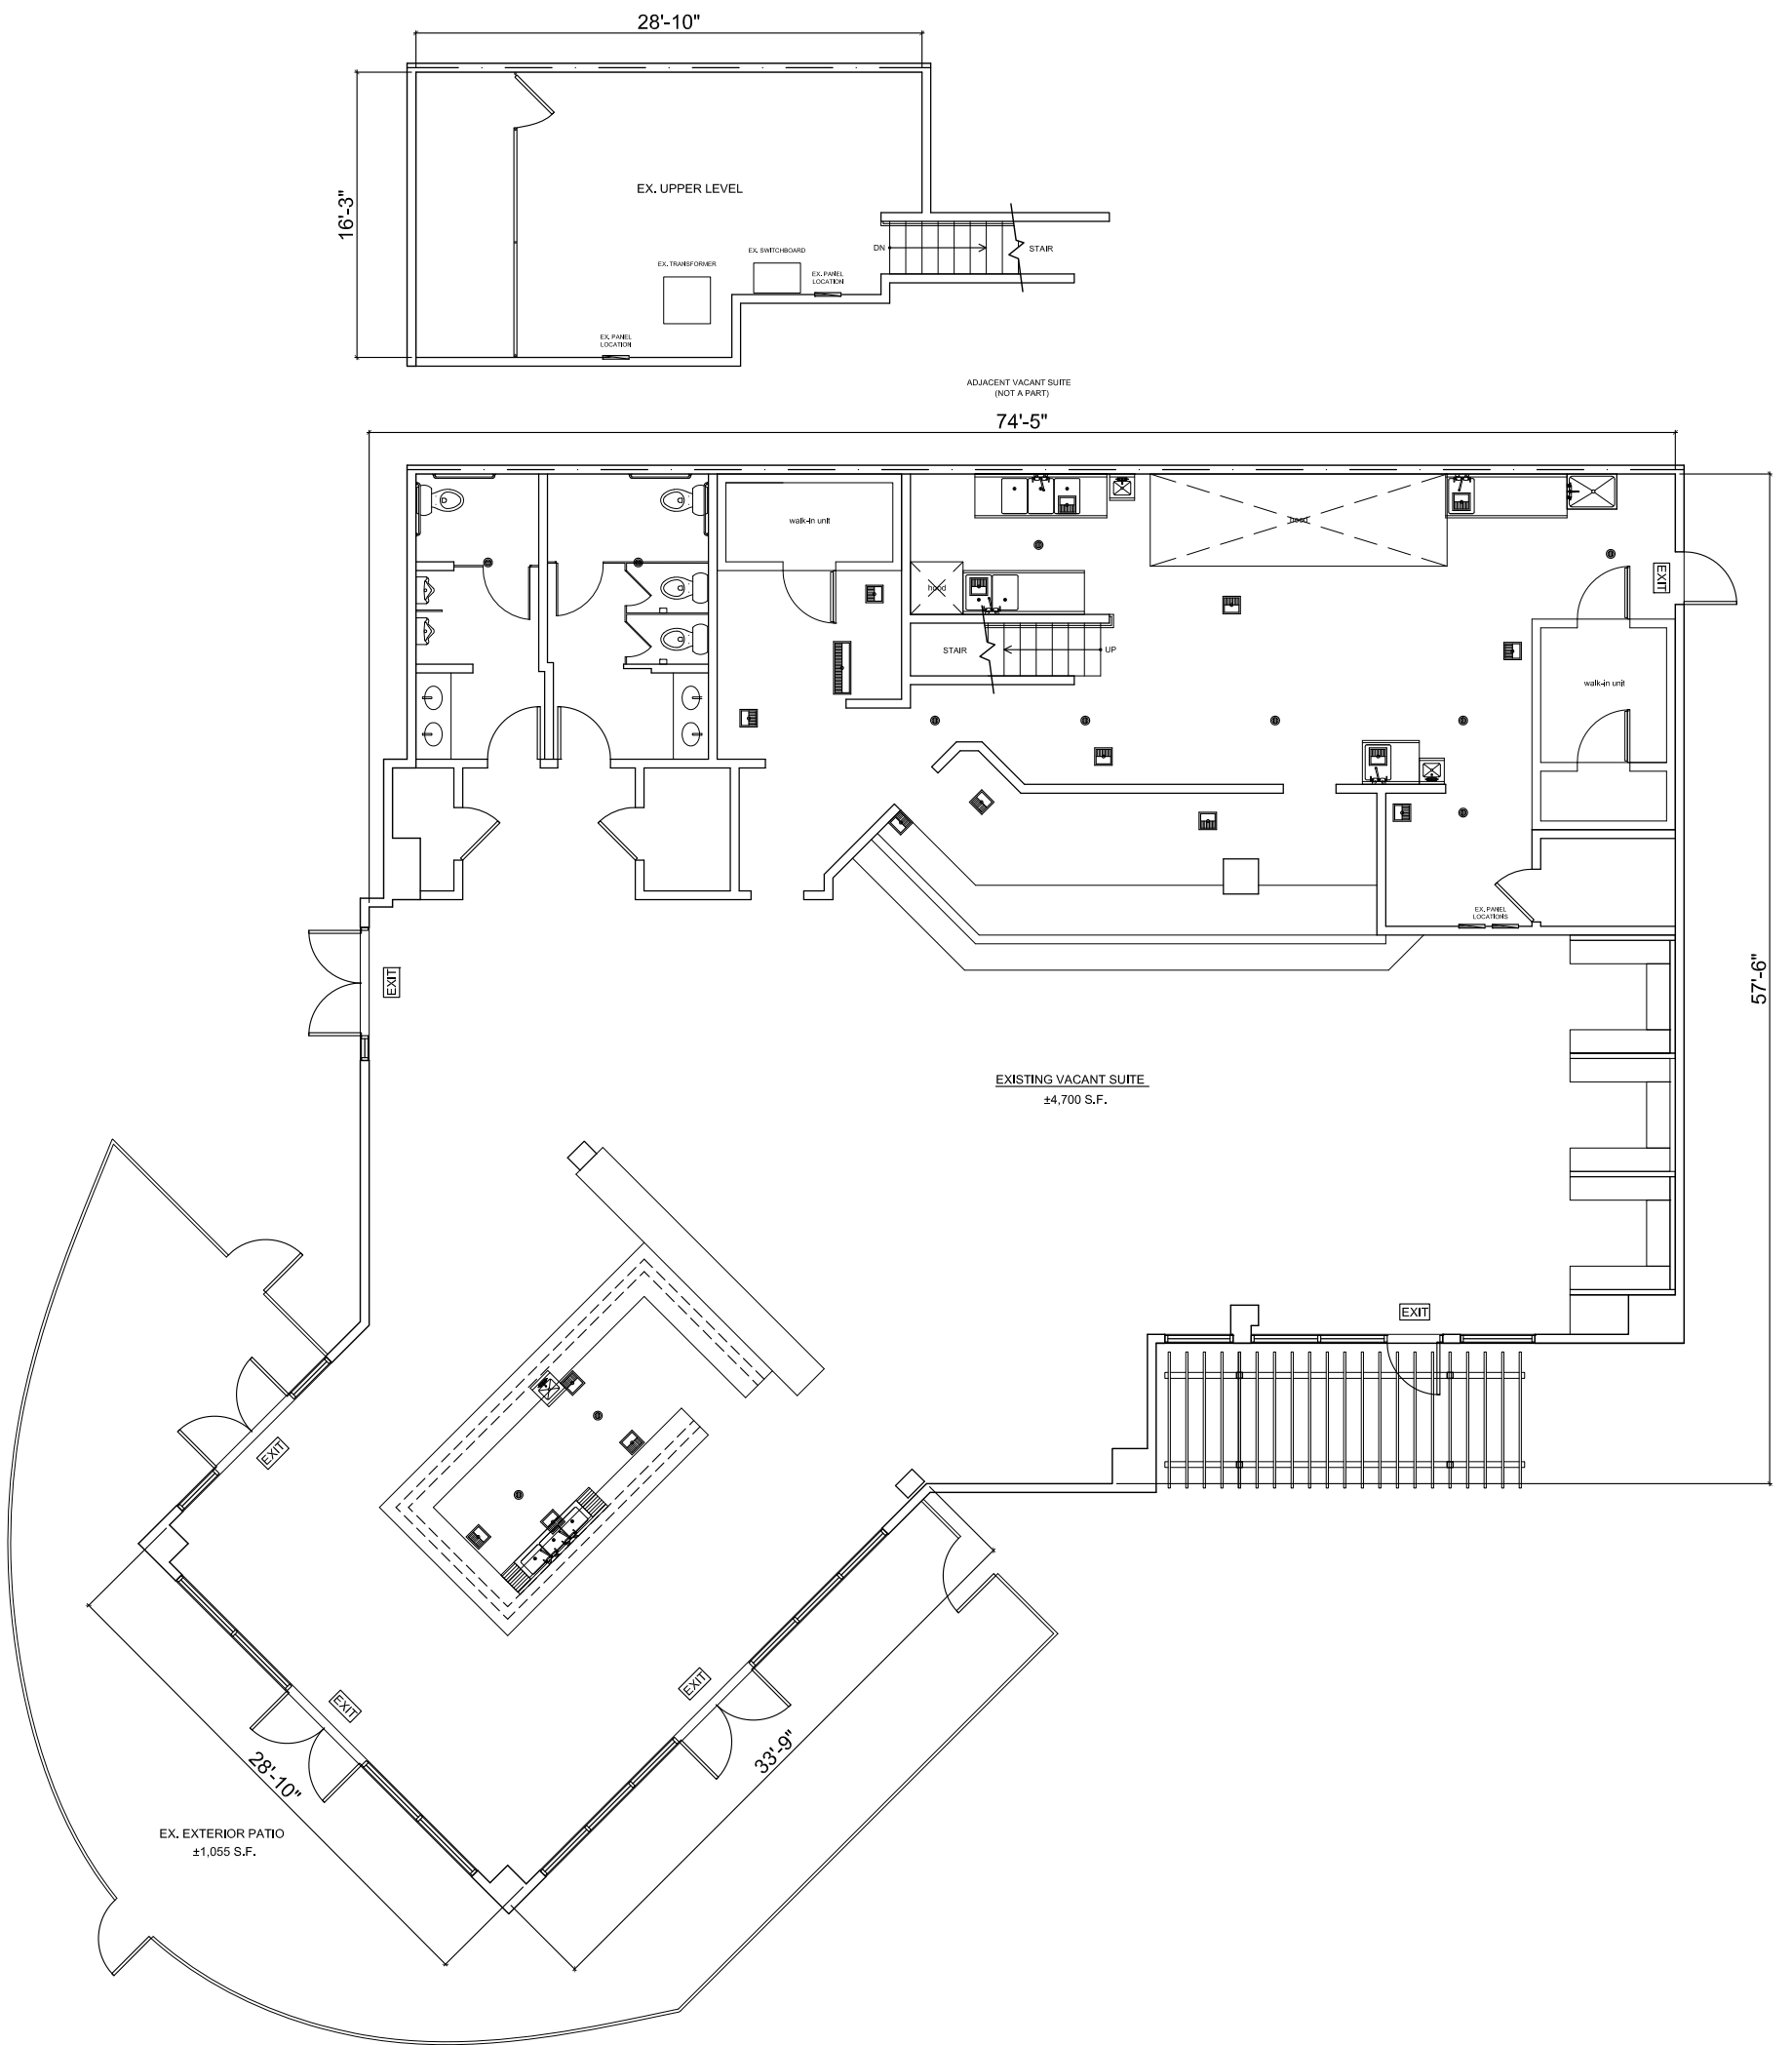 28'-10"
16'-3"
EX. UPPER LEVEL
DN
STAIR
EX. SWITCHBOARD
EX. TRANSFORMER
EX. PANEL
LOCATION
EX. PANEL
LOCATION
ADJACENT VACANT SUITE
(NOT A PART)
74'-5"
walk-in unit
hood
hood
EXIT
STAIR
UP
walk-in unit
EX. PANEL
LOCATIONS
EXIT
57'-6"
EXISTING VACANT SUITE
±4,700 S.F.
EXIT
EXIT
EXIT
EXIT
28'-10"
33'-9"
EX. EXTERIOR PATIO
±1,055 S.F.